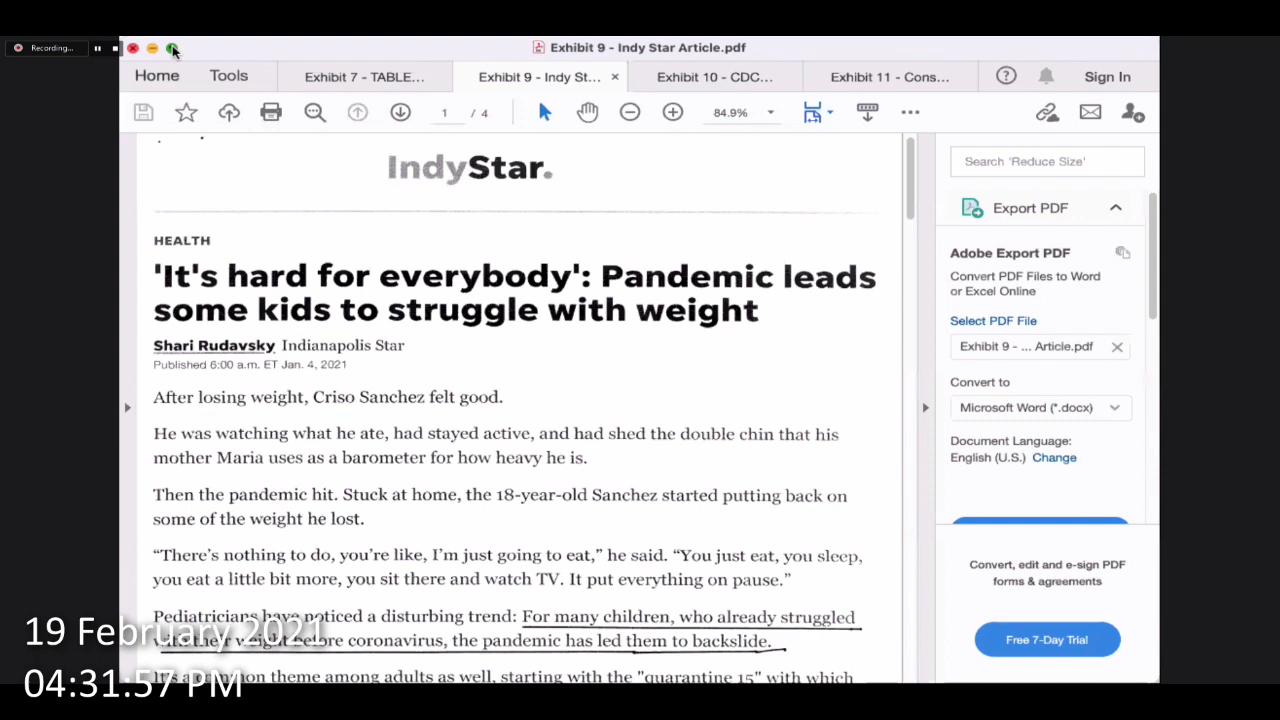 Recording...
Exhibit 9 - Indy Star Article.pdf
Home
Tools
Exhibit 7 - TABLE...
Exhibit 9 - Indy St...
Exhibit 10 - CDC...
Exhibit 11 - Cons...
Sign In
1 / 4
84.9%
IndyStar.
HEALTH
'It's hard for everybody': Pandemic leads
some kids to struggle with weight
Shari Rudavsky Indianapolis Star
Published 6:00 a.m. ET Jan. 4, 2021
After losing weight, Criso Sanchez felt good.
He was watching what he ate, had stayed active, and had shed the double chin that his
mother Maria uses as a barometer for how heavy he is.
Then the pandemic hit. Stuck at home, the 18-year-old Sanchez started putting back on
some of the weight he lost.
“There’s nothing to do, you’re like, I’m just going to eat,” he said. “You just eat, you sleep,
you eat a little bit more, you sit there and watch TV. It put everything on pause.”
Pediatricians have noticed a disturbing trend: For many children, who already struggled
with their weight before coronavirus, the pandemic has led them to backslide.
It's a common theme among adults as well, starting with the "quarantine 15" with which
Search 'Reduce Size'
Export PDF
Adobe Export PDF
Convert PDF Files to Word
or Excel Online
Select PDF File
Exhibit 9 - ... Article.pdf
Convert to
Microsoft Word (*.docx)
Document Language:
English (U.S.) Change
Convert, edit and e-sign PDF
forms & agreements
Free 7-Day Trial
19 February 2021
04:31:57 PM